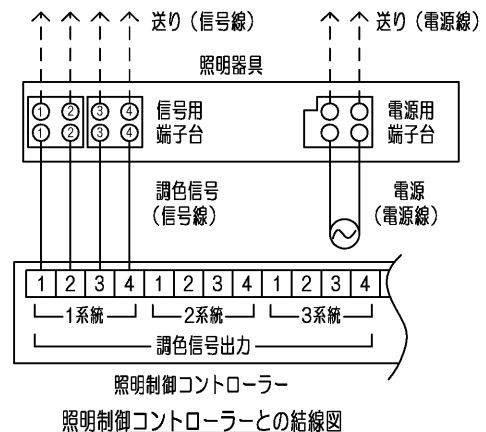 送り（信号線） 送り（電源線）
照明器具
1 2 3 4 信号用 電源用
1 2 3 4 端子台 端子台
調色信号 電源
（信号線） （電源線）
1 2 3 4 1 2 3 4 1 2 3 4
1系統 2系統 3系統
調色信号出力
照明制御コントローラー
照明制御コントローラーとの結線図